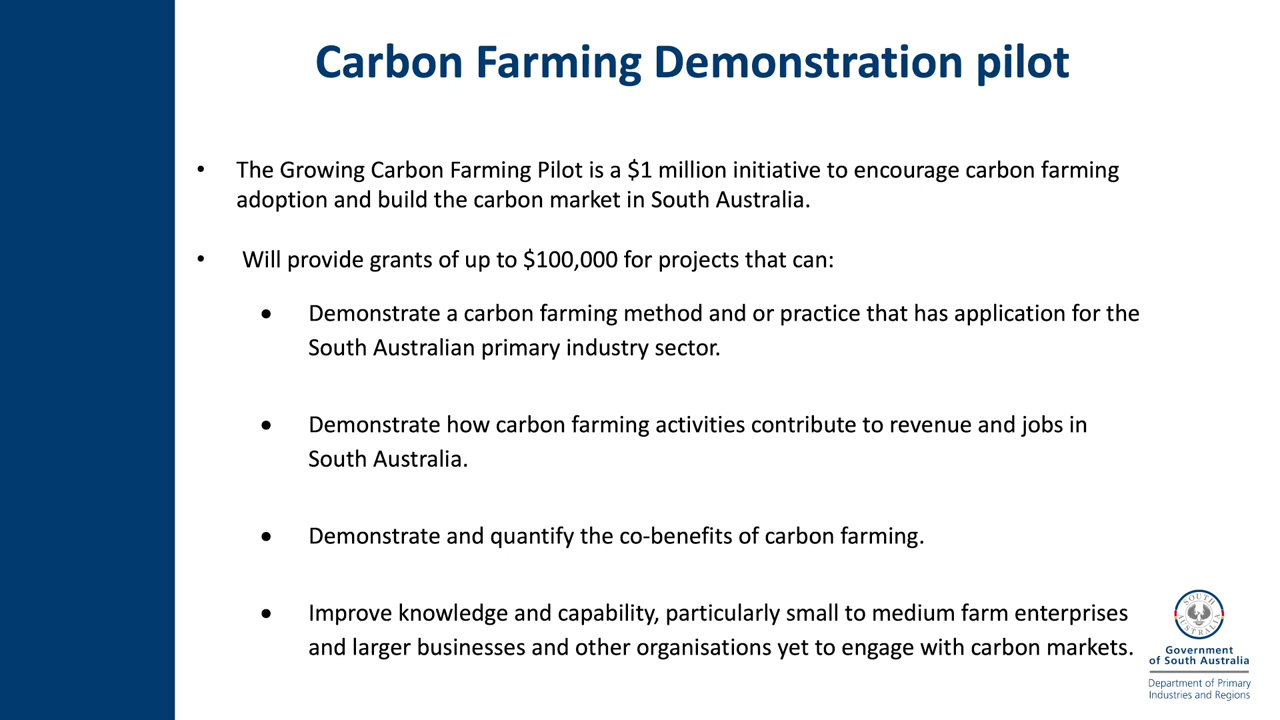 Carbon Farming Demonstration pilot
• The Growing Carbon Farming Pilot is a $1 million initiative to encourage carbon farming
adoption and build the carbon market in South Australia.
• Will provide grants of up to $100,000 for projects that can:
• Demonstrate a carbon farming method and or practice that has application for the
South Australian primary industry sector.
• Demonstrate how carbon farming activities contribute to revenue and jobs in
South Australia.
• Demonstrate and quantify the co-benefits of carbon farming.
• Improve knowledge and capability, particularly small to medium farm enterprises
and larger businesses and other organisations yet to engage with carbon markets.
SOUTH
AUSTRALIA
Government
of South Australia
Department of Primary
Industries and Regions